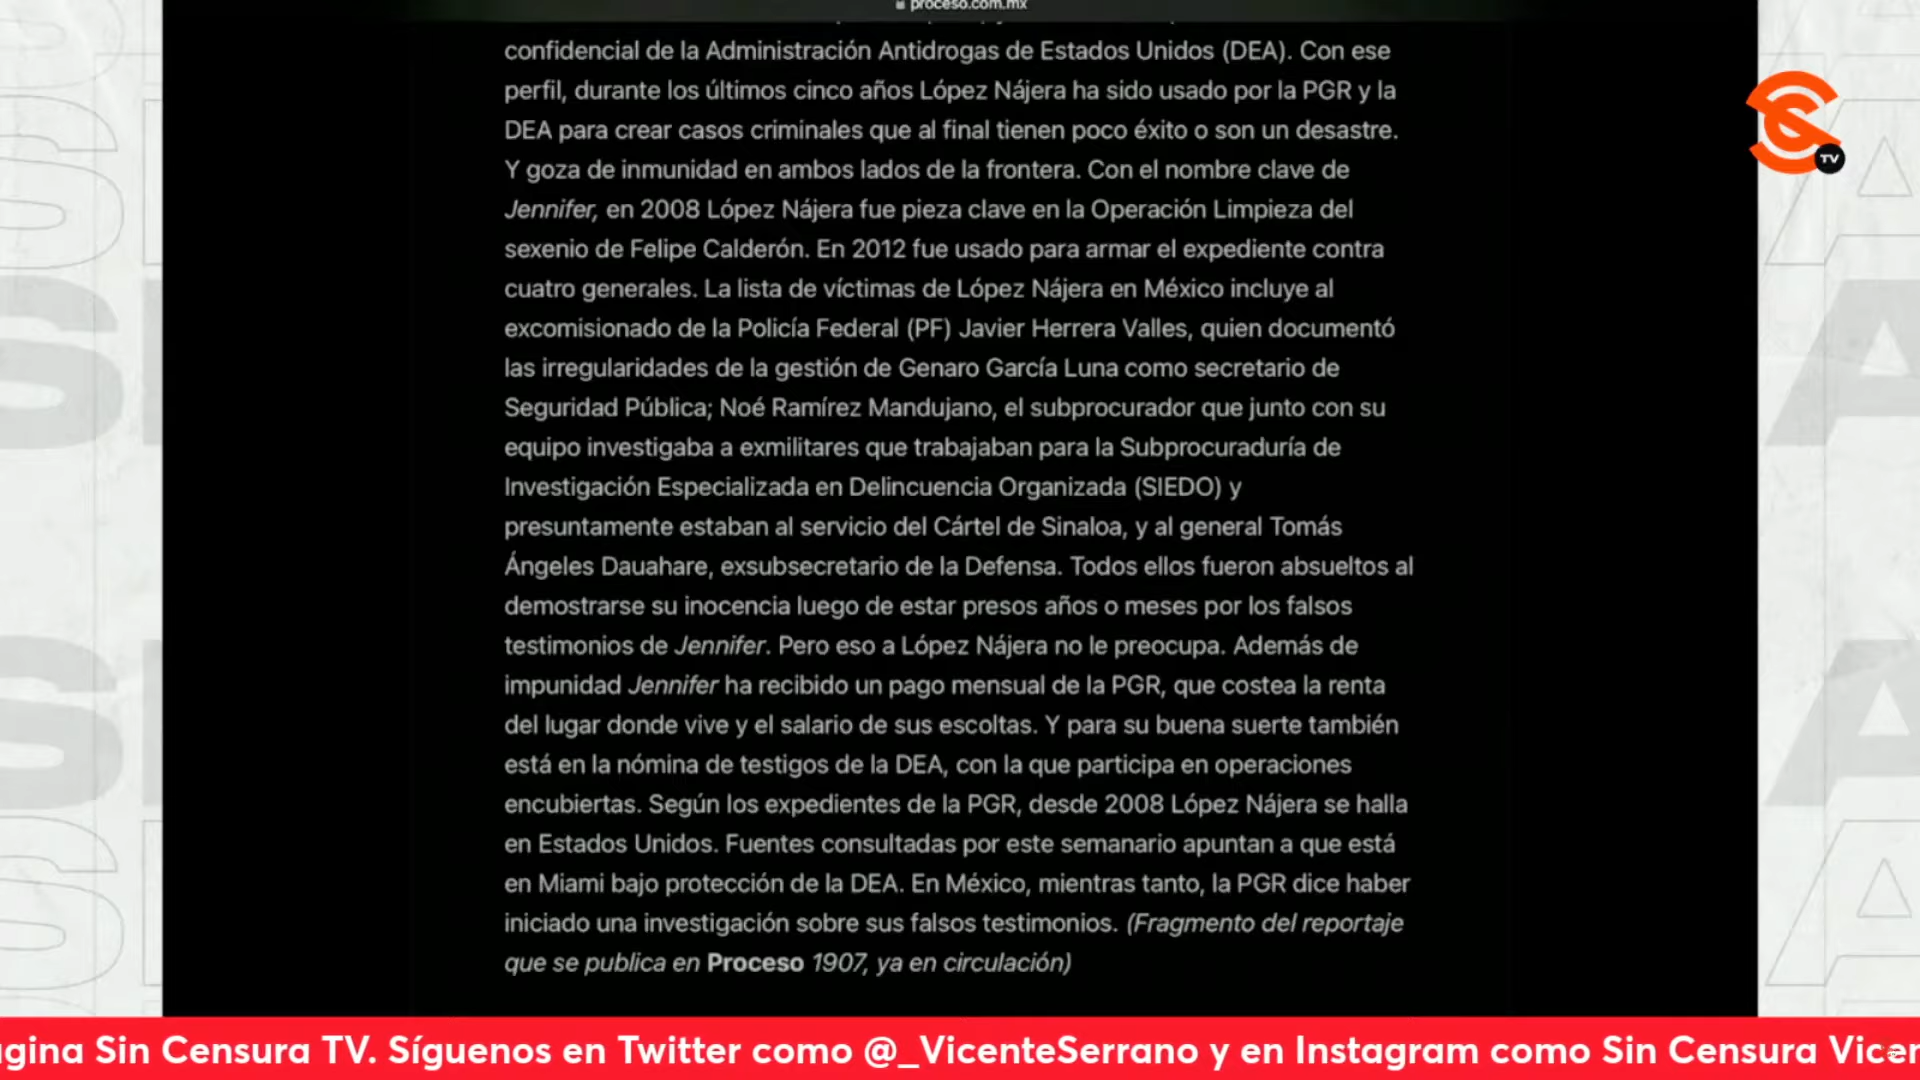 proceso.com.mx
confidencial de la Administración Antidrogas de Estados Unidos (DEA). Con ese
perfil, durante los últimos cinco años López Nájera ha sido usado por la PGR y la
DEA para crear casos criminales que al final tienen poco éxito o son un desastre.
Y goza de inmunidad en ambos lados de la frontera. Con el nombre clave de
Jennifer, en 2008 López Nájera fue pieza clave en la Operación Limpieza del
sexenio de Felipe Calderón. En 2012 fue usado para armar el expediente contra
cuatro generales. La lista de víctimas de López Nájera en México incluye al
excomisionado de la Policía Federal (PF) Javier Herrera Valles, quien documentó
las irregularidades de la gestión de Genaro García Luna como secretario de
Seguridad Pública; Noé Ramírez Mandujano, el subprocurador que junto con su
equipo investigaba a exmilitares que trabajaban para la Subprocuraduría de
Investigación Especializada en Delincuencia Organizada (SIEDO) y
presuntamente estaban al servicio del Cártel de Sinaloa, y al general Tomás
Ángeles Dauahare, exsubsecretario de la Defensa. Todos ellos fueron absueltos al
demostrarse su inocencia luego de estar presos años o meses por los falsos
testimonios de Jennifer. Pero eso a López Nájera no le preocupa. Además de
impunidad Jennifer ha recibido un pago mensual de la PGR, que costea la renta
del lugar donde vive y el salario de sus escoltas. Y para su buena suerte también
está en la nómina de testigos de la DEA, con la que participa en operaciones
encubiertas. Según los expedientes de la PGR, desde 2008 López Nájera se halla
en Estados Unidos. Fuentes consultadas por este semanario apuntan a que está
en Miami bajo protección de la DEA. En México, mientras tanto, la PGR dice haber
iniciado una investigación sobre sus falsos testimonios. (Fragmento del reportaje
que se publica en Proceso 1907, ya en circulación)
TV
agina Sin Censura TV. Síguenos en Twitter como @_VicenteSerrano y en Instagram como Sin Censura Vicen